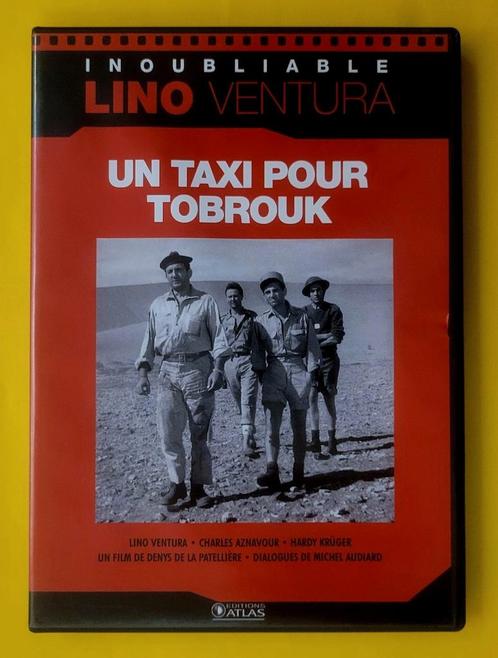 INOUBLIABLE
LINO VENTURA
UN TAXI POUR
TOBROUK
LINO VENTURA • CHARLES AZNAVOUR • HARDY KRÜGER
UN FILM DE DENYS DE LA PATELLIÈRE • DIALOGUES DE MICHEL AUDIARD
EDITIONS
ATLAS